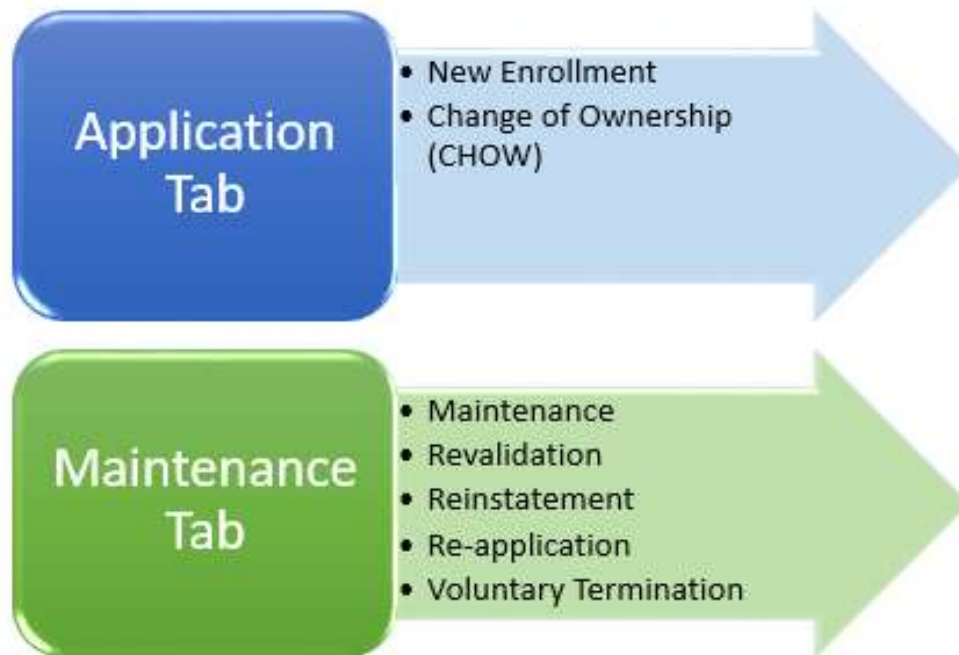 Application
Tab
• New Enrollment
• Change of Ownership
(CHOW)
Maintenance
Tab
• Maintenance
• Revalidation
• Reinstatement
• Re-application
• Voluntary Termination